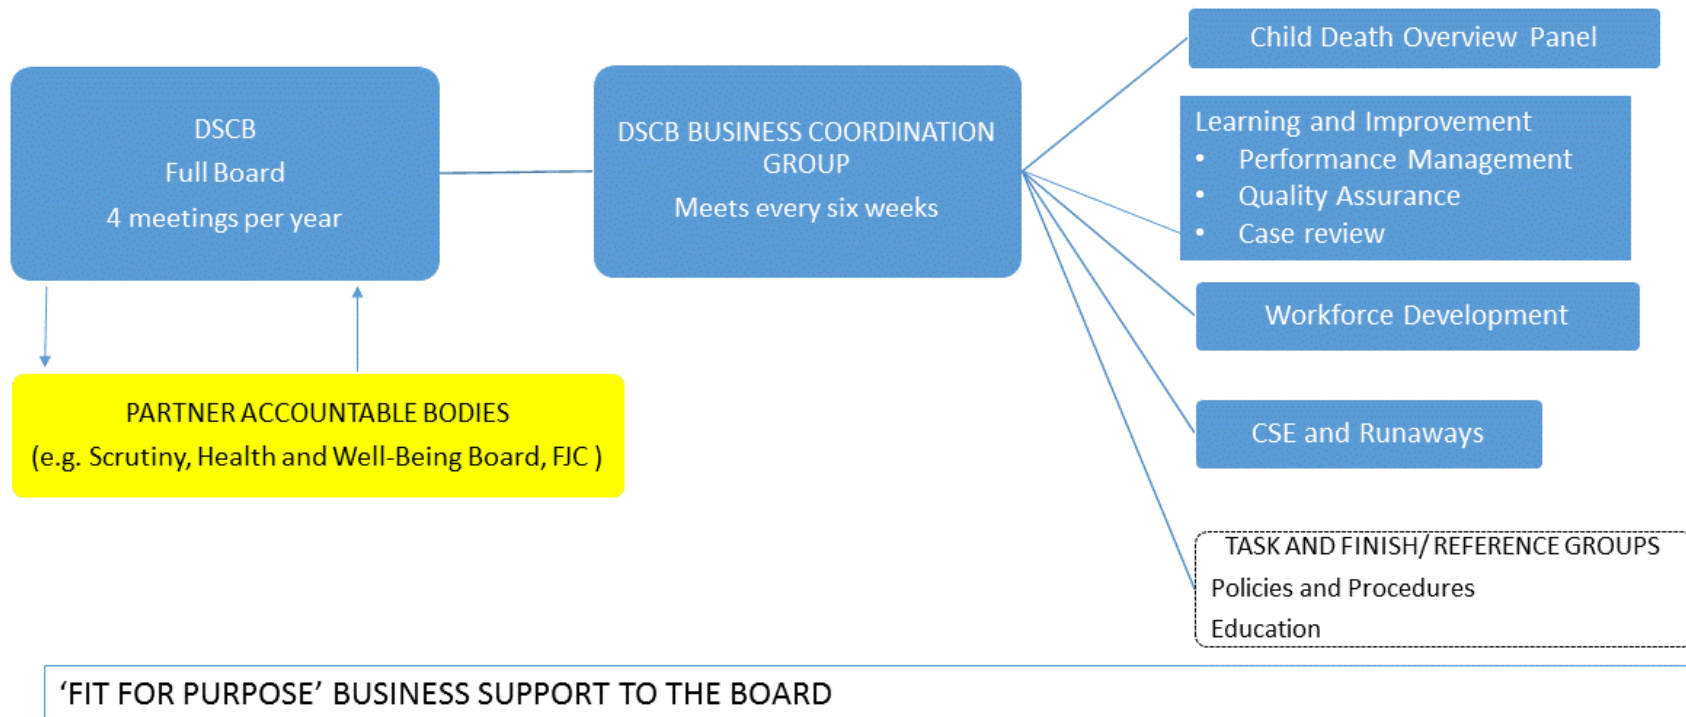 DSCB
Full Board
4 meetings per year
DSCB BUSINESS COORDINATION
GROUP
Meets every six weeks
Child Death Overview Panel
Learning and Improvement
• Performance Management
• Quality Assurance
• Case review
Workforce Development
CSE and Runaways
TASK AND FINISH/ REFERENCE GROUPS
Policies and Procedures
Education
PARTNER ACCOUNTABLE BODIES
(e.g. Scrutiny, Health and Well-Being Board, FJC )
‘FIT FOR PURPOSE’ BUSINESS SUPPORT TO THE BOARD